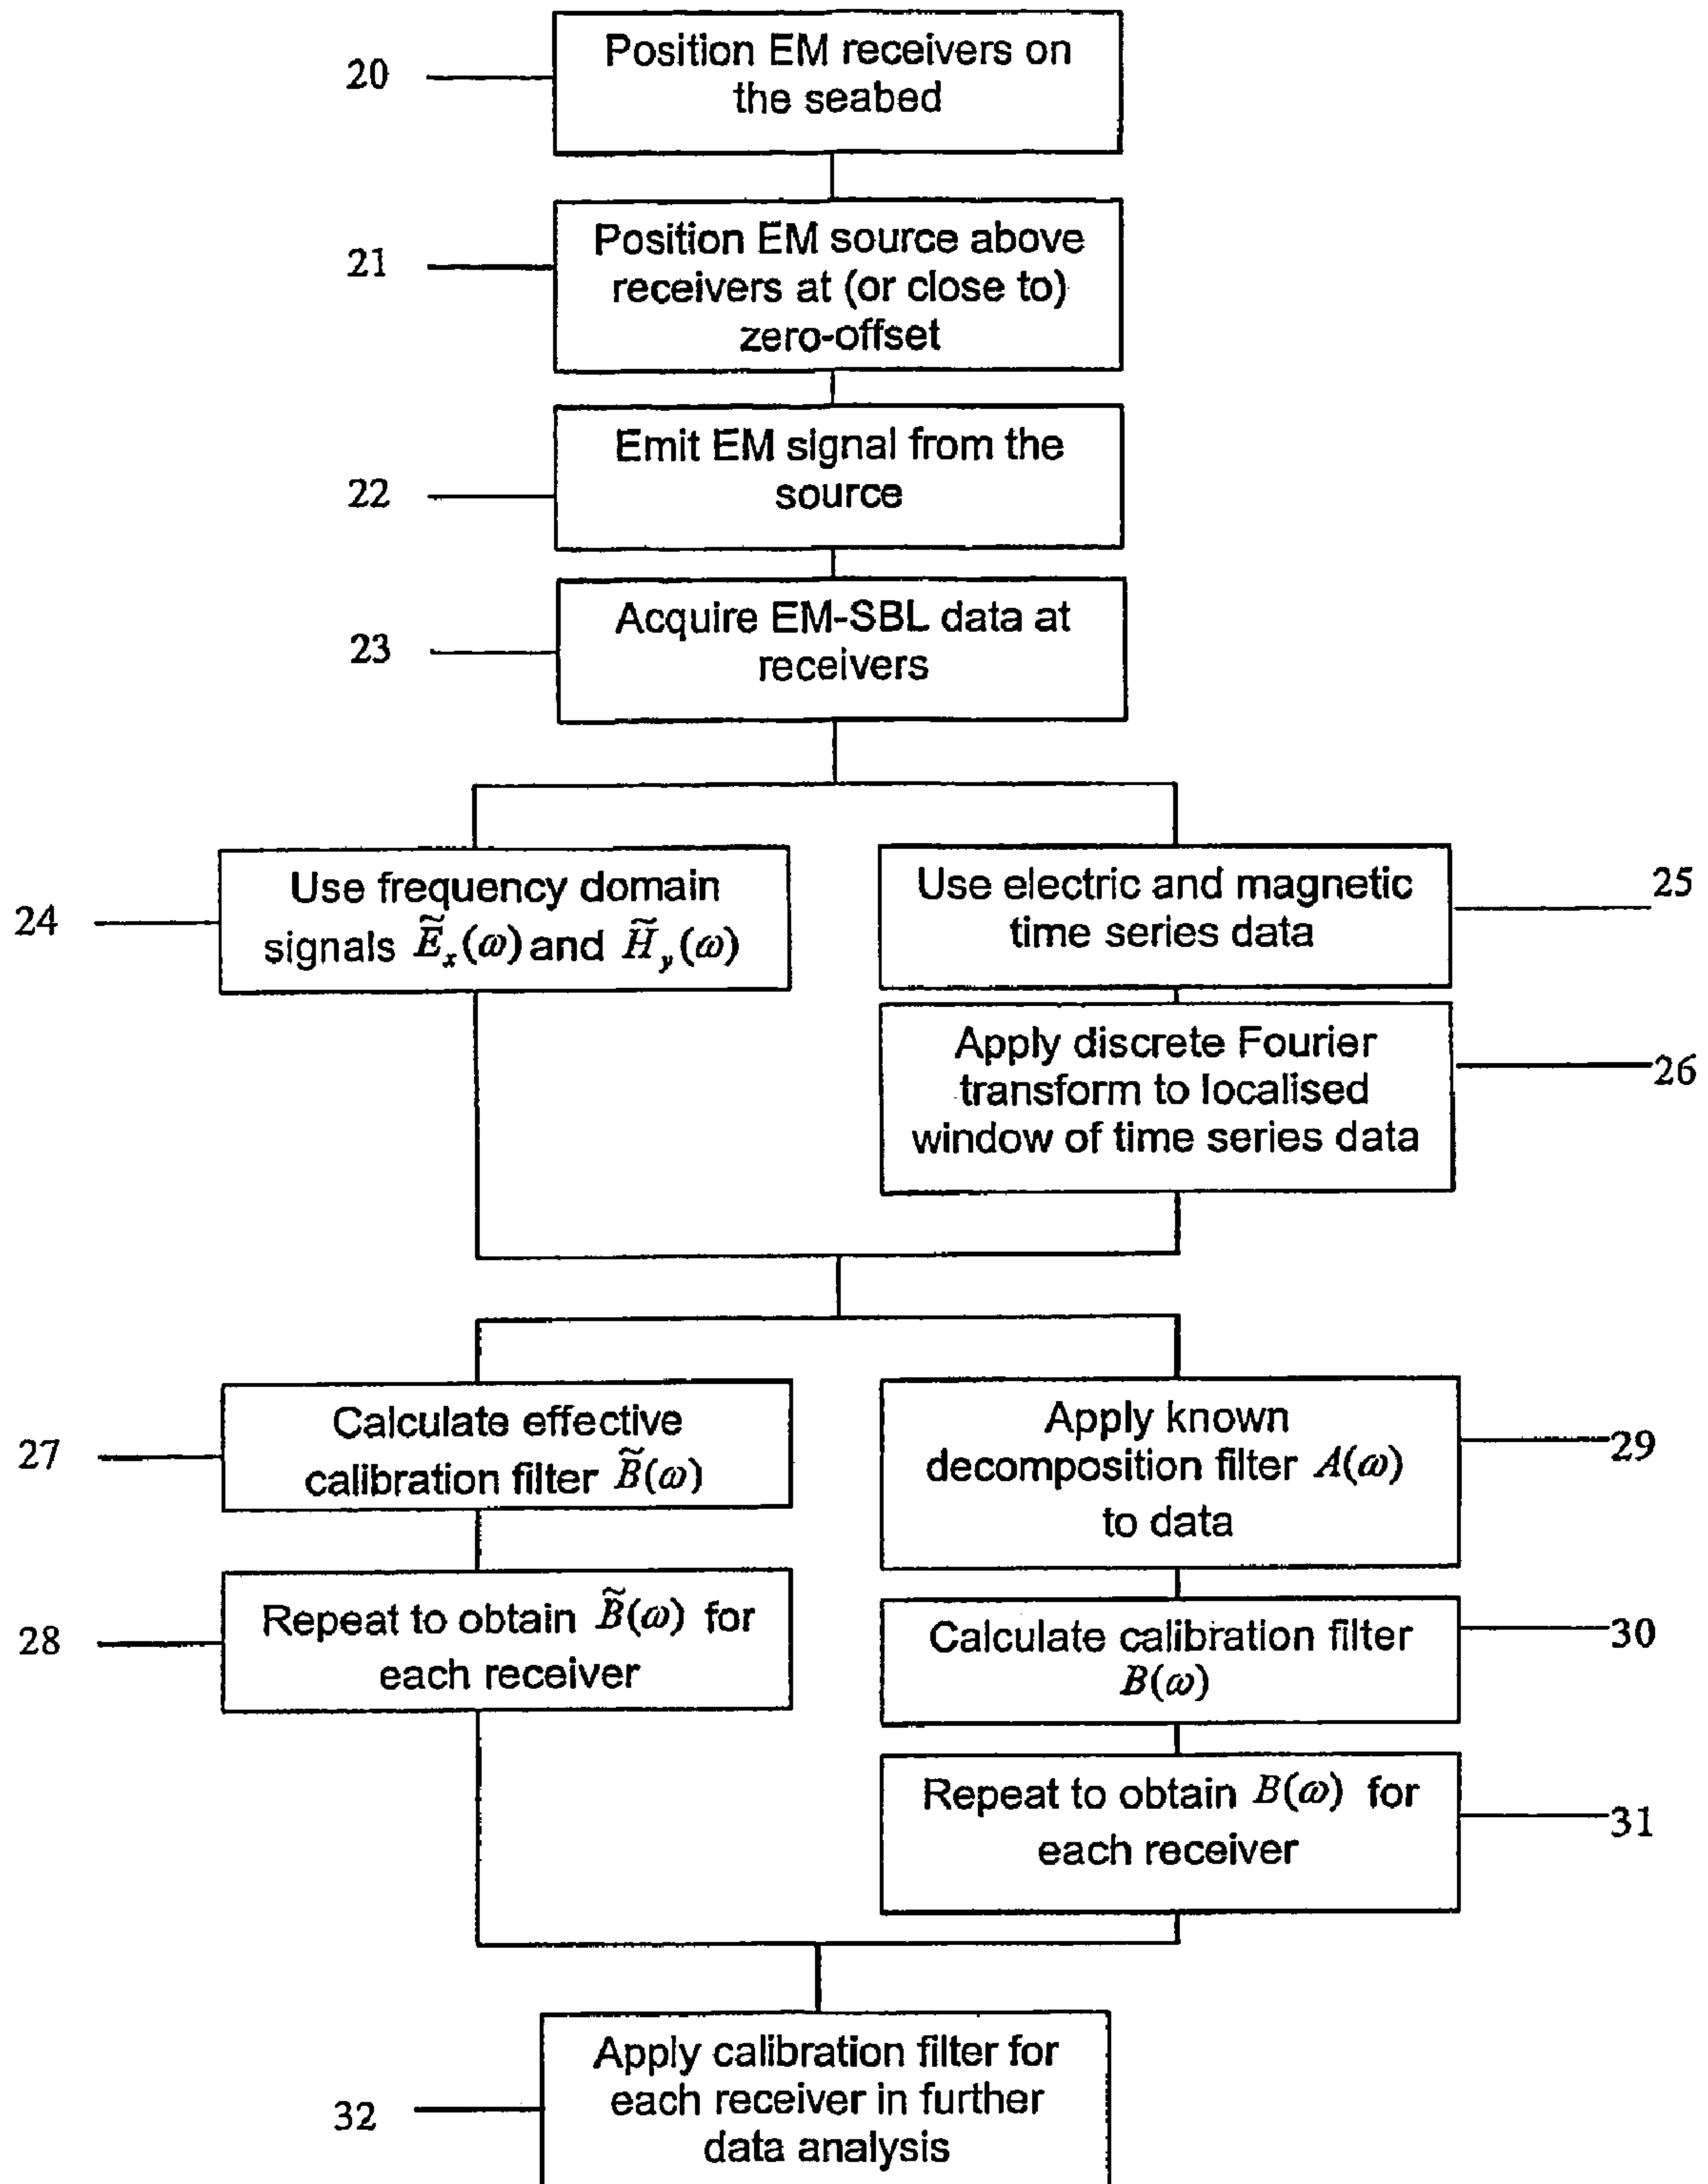 20
Position EM receivers on
the seabed
21
Position EM source above
receivers at (or close to)
zero-offset
22
Emit EM signal from the
source
23
Acquire EM-SBL data at
receivers
24
Use frequency domain
signals Ẽₓ(ω) and H̃ᵧ(ω)
25
Use electric and magnetic
time series data
26
Apply discrete Fourier
transform to localised
window of time series data
27
Calculate effective
calibration filter B̃(ω)
28
Repeat to obtain B̃(ω) for
each receiver
29
Apply known
decomposition filter A(ω)
to data
30
Calculate calibration filter
B(ω)
31
Repeat to obtain B(ω) for
each receiver
32
Apply calibration filter for
each receiver in further
data analysis